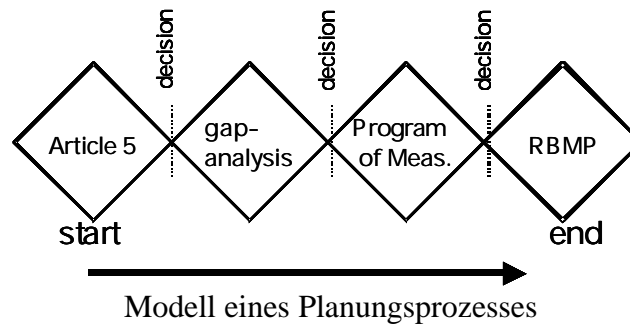 decision
decision
decision
Article 5
gap-
analysis
Program
of Meas.
RBMP
start
end
Modell eines Planungsprozesses